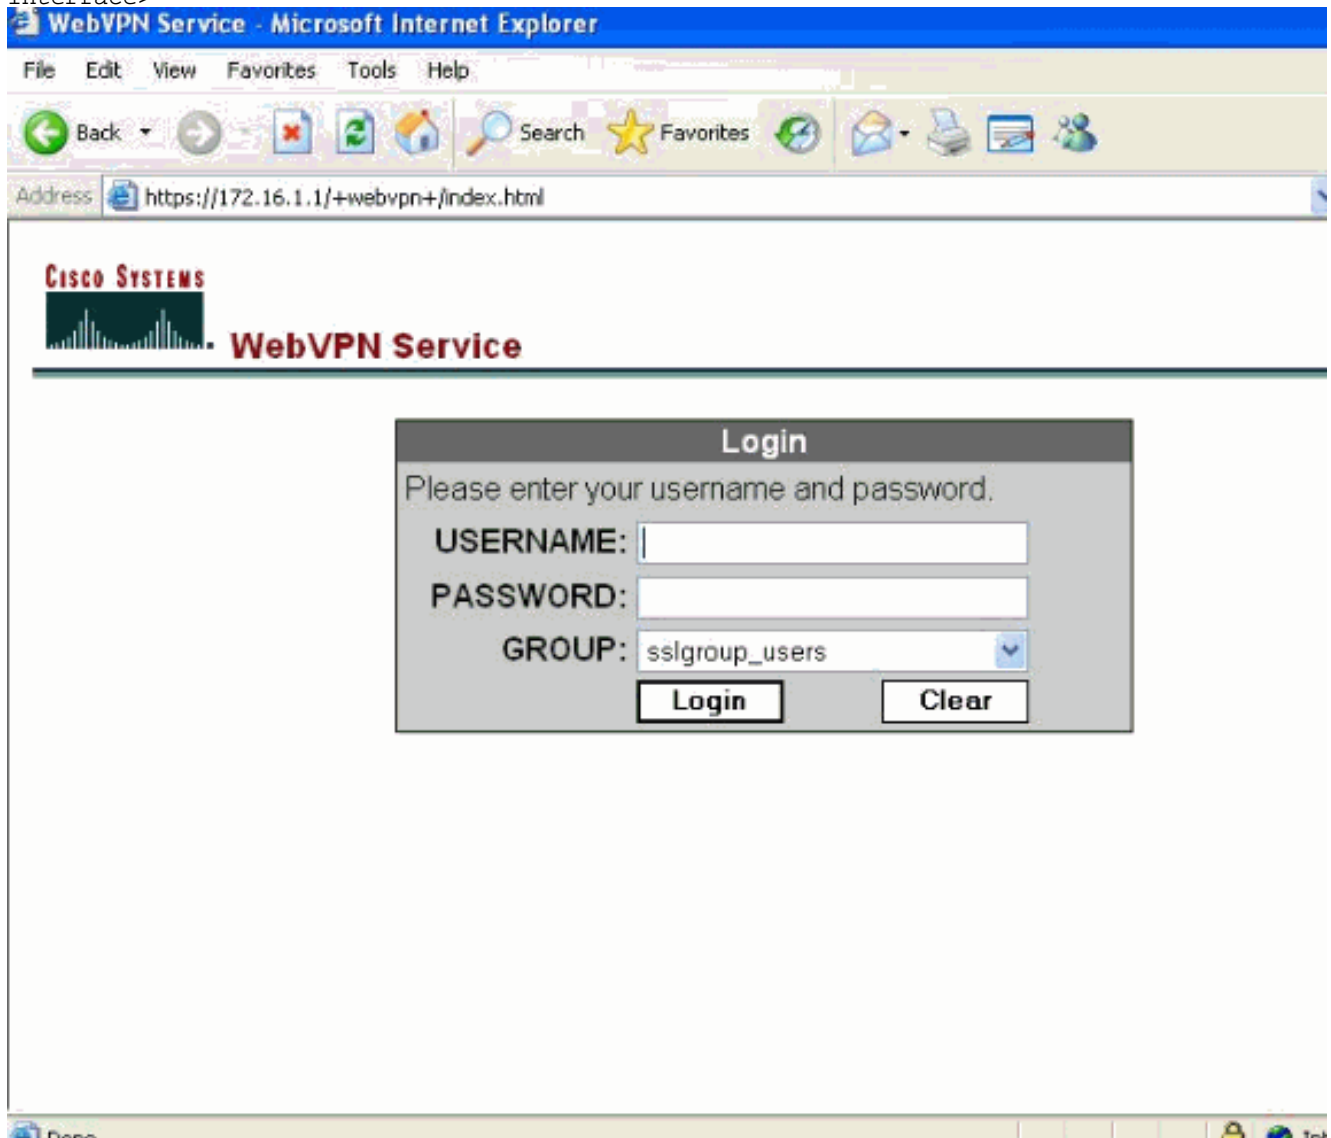 interface>
WebVPN Service - Microsoft Internet Explorer
File Edit View Favorites Tools Help
Back Search Favorites
Address https://172.16.1.1/+webvpn+/index.html
CISCO SYSTEMS
WebVPN Service
Login
Please enter your username and password.
USERNAME:
PASSWORD:
GROUP: sslgroup_users
Login Clear